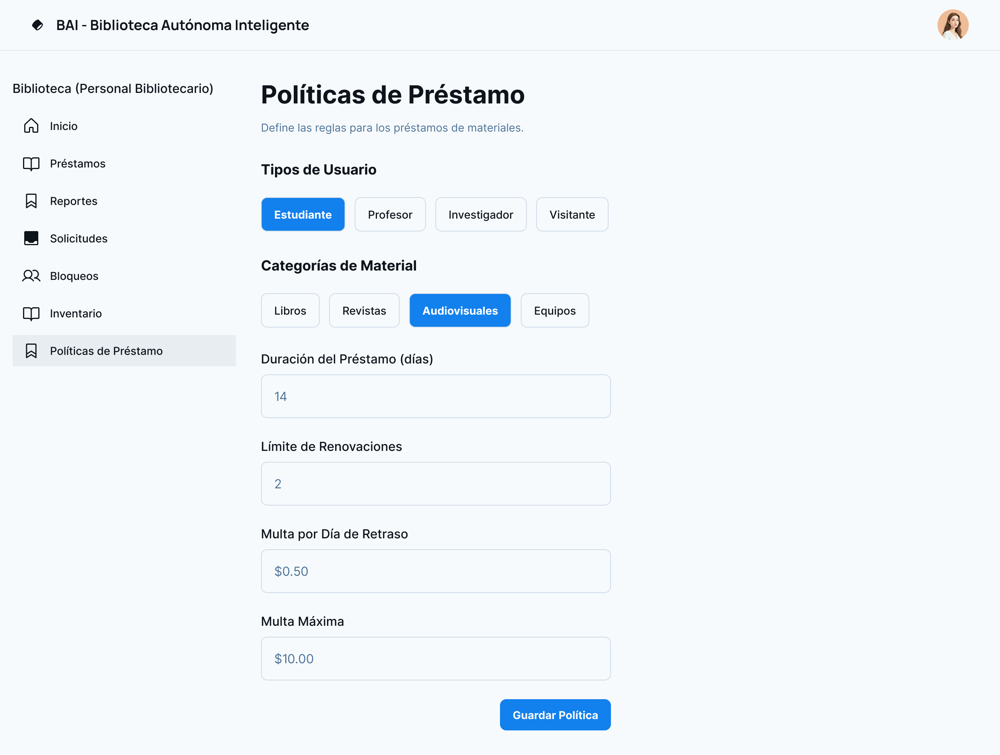 BAI - Biblioteca Autónoma Inteligente
Biblioteca (Personal Bibliotecario)
Inicio
Préstamos
Reportes
Solicitudes
Bloqueos
Inventario
Políticas de Préstamo
Políticas de Préstamo
Define las reglas para los préstamos de materiales.
Tipos de Usuario
Estudiante Profesor Investigador Visitante
Categorías de Material
Libros Revistas Audiovisuales Equipos
Duración del Préstamo (días)
14
Límite de Renovaciones
2
Multa por Día de Retraso
$0.50
Multa Máxima
$10.00
Guardar Política